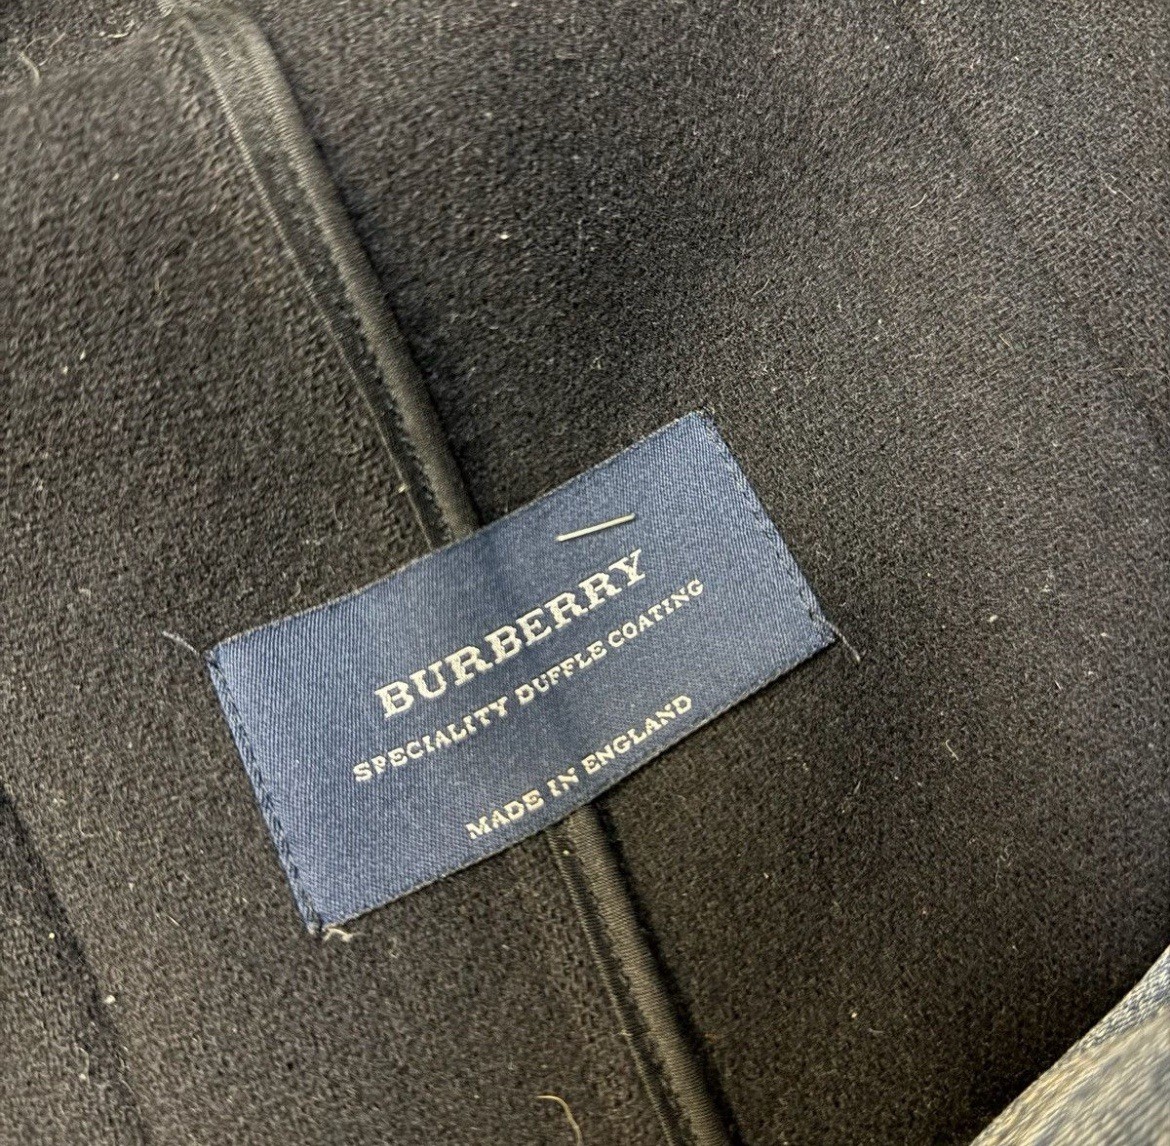 BURBERRY
SPECIALITY DUFFLE COATING
MADE IN ENGLAND